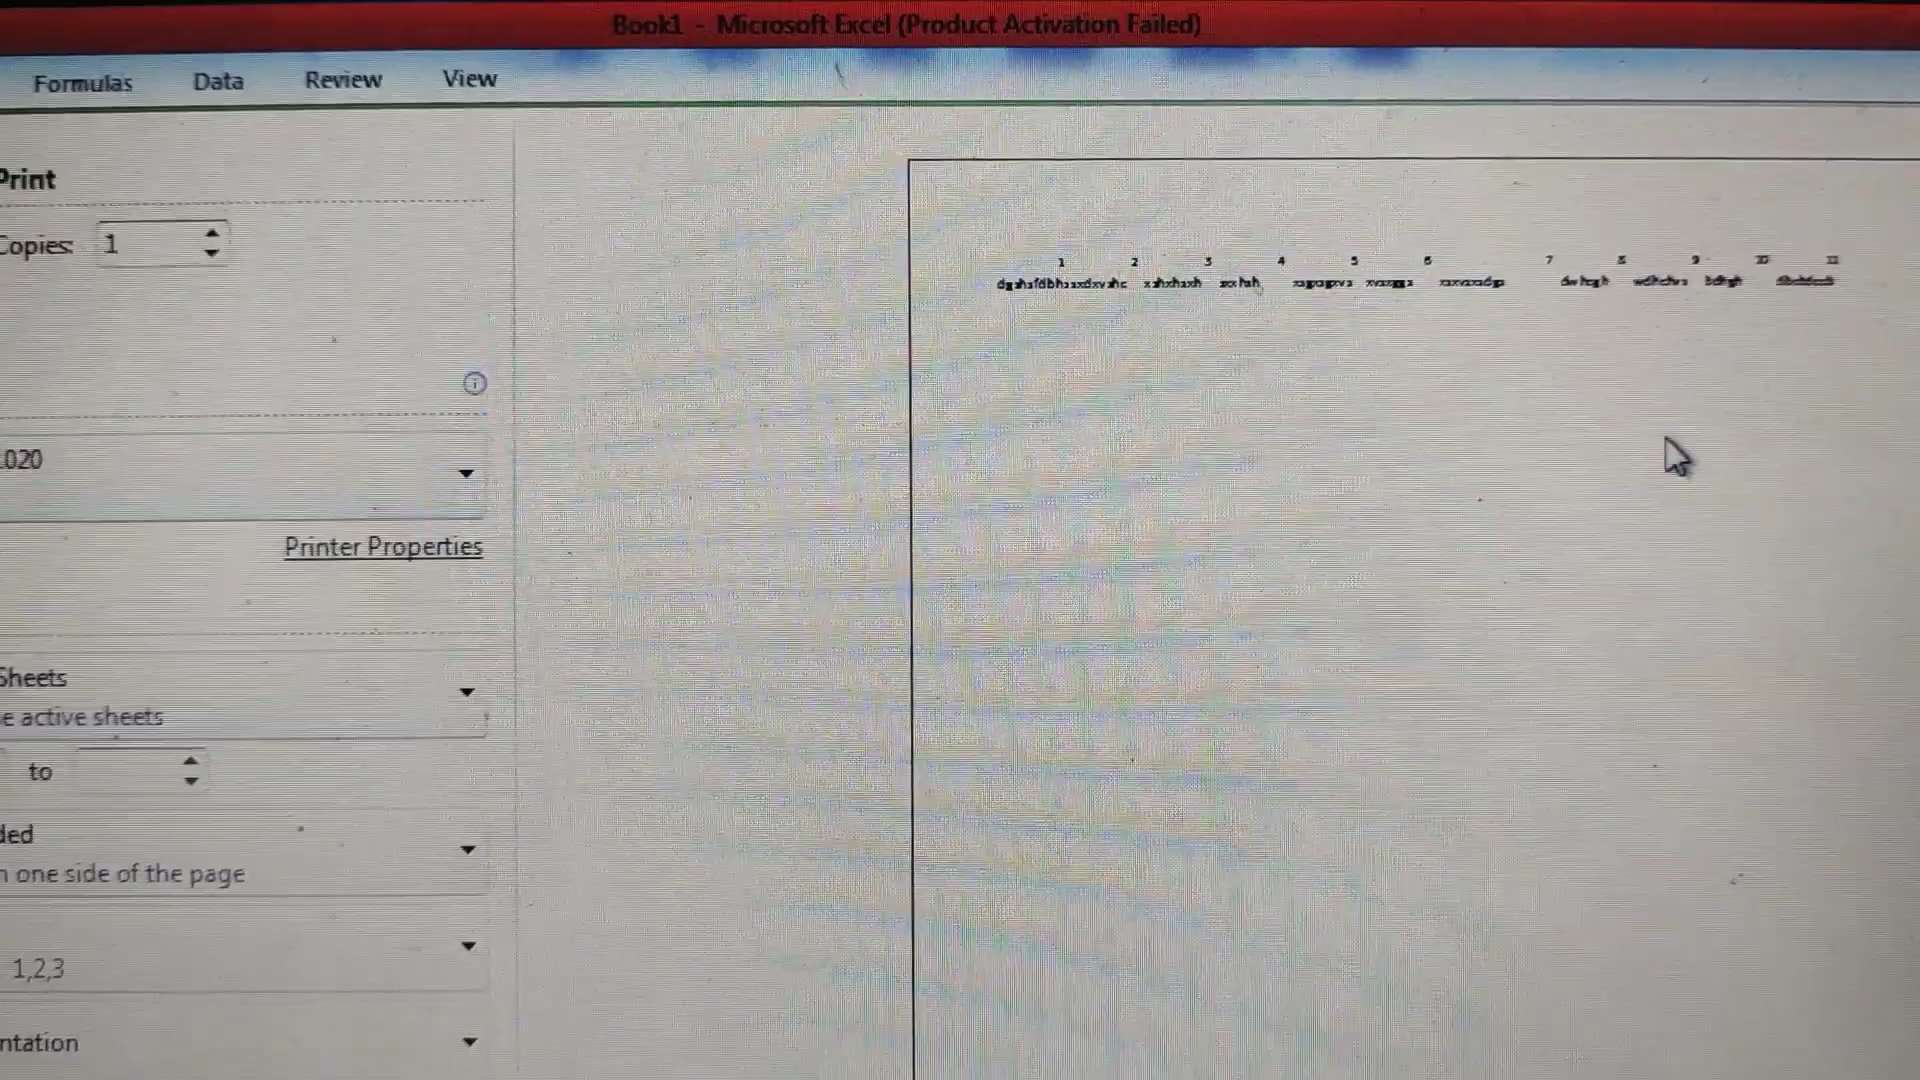 Book1 - Microsoft Excel (Product Activation Failed)
Formulas Data Review View
Print
Copies: 1
1 2 3 4 5 6 7 8 9 10 11
020
Printer Properties
Sheets
e active sheets
to
ded
n one side of the page
1,2,3
ntation